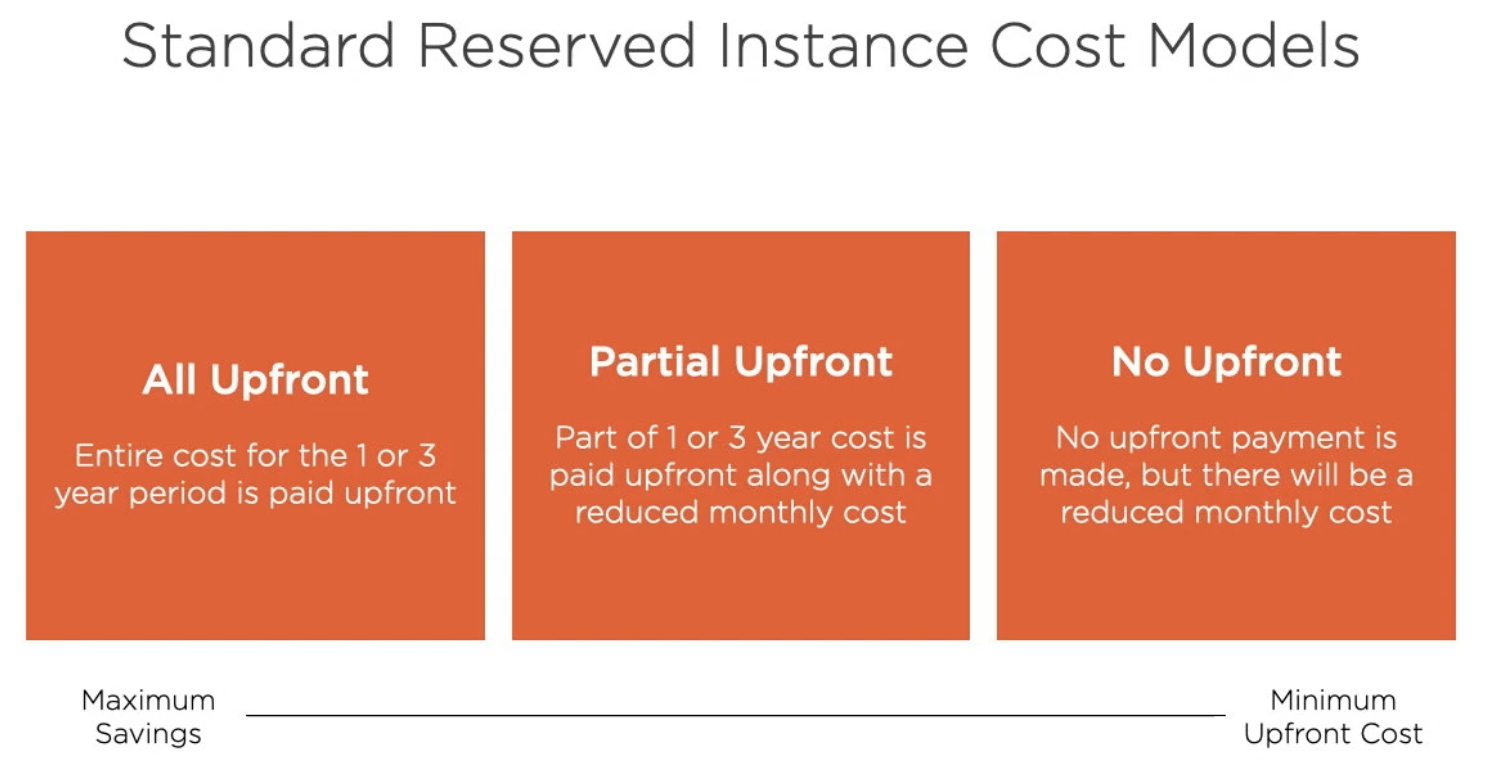 Standard Reserved Instance Cost Models
All Upfront
Entire cost for the 1 or 3
year period is paid upfront
Partial Upfront
Part of 1 or 3 year cost is
paid upfront along with a
reduced monthly cost
No Upfront
No upfront payment is
made, but there will be a
reduced monthly cost
Maximum
Savings
Minimum
Upfront Cost